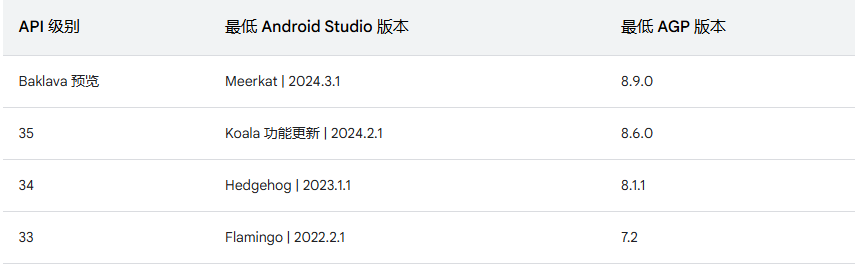 API 级别 最低 Android Studio 版本 最低 AGP 版本
Baklava 预览 Meerkat | 2024.3.1 8.9.0
35 Koala 功能更新 | 2024.2.1 8.6.0
34 Hedgehog | 2023.1.1 8.1.1
33 Flamingo | 2022.2.1 7.2